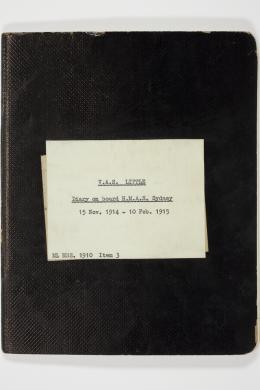 V.A.E. LITTLE
Diary on board H.M.A.S. Sydney
15 Nov. 1914 - 10 Feb. 1915
ML MSS. 1910 Item 3